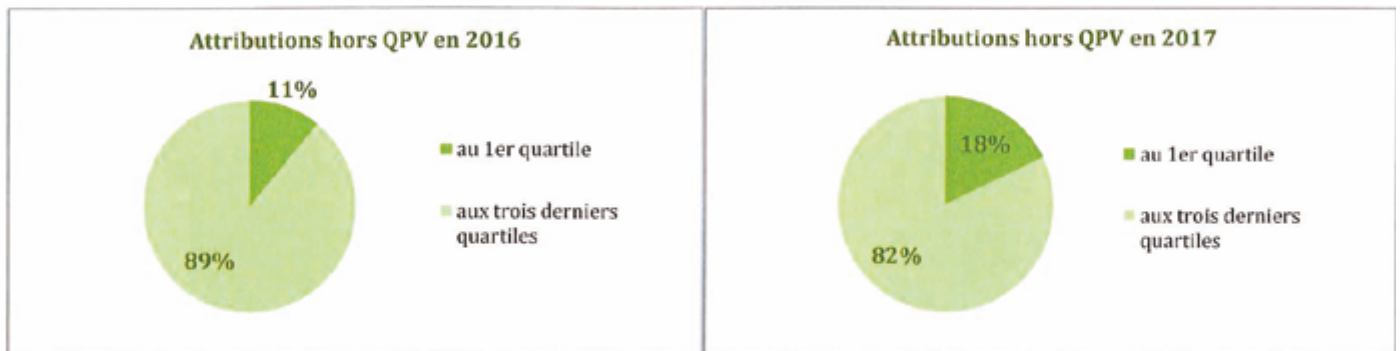 Attributions hors QPV en 2016
11%
89%
au 1er quartile
aux trois derniers
quartiles
Attributions hors QPV en 2017
18%
82%
au 1er quartile
aux trois derniers
quartiles